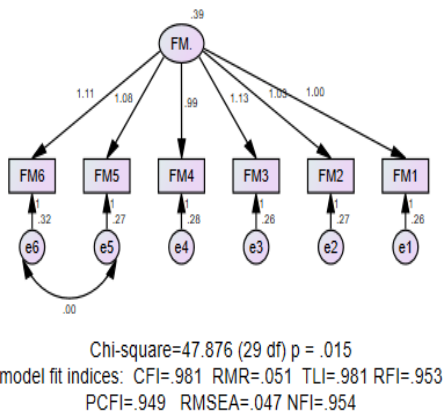 .39
FM.
1.11 1.08 .99 1.13 1.03 1.00
FM6 FM5 FM4 FM3 FM2 FM1
1 1 1 1 1 1
.32 .27 .28 .26 .27 .26
e6 e5 e4 e3 e2 e1
.00
Chi-square=47.876 (29 df) p = .015
model fit indices: CFI=.981 RMR=.051 TLI=.981 RFI=.953
PCFI=.949 RMSEA=.047 NFI=.954